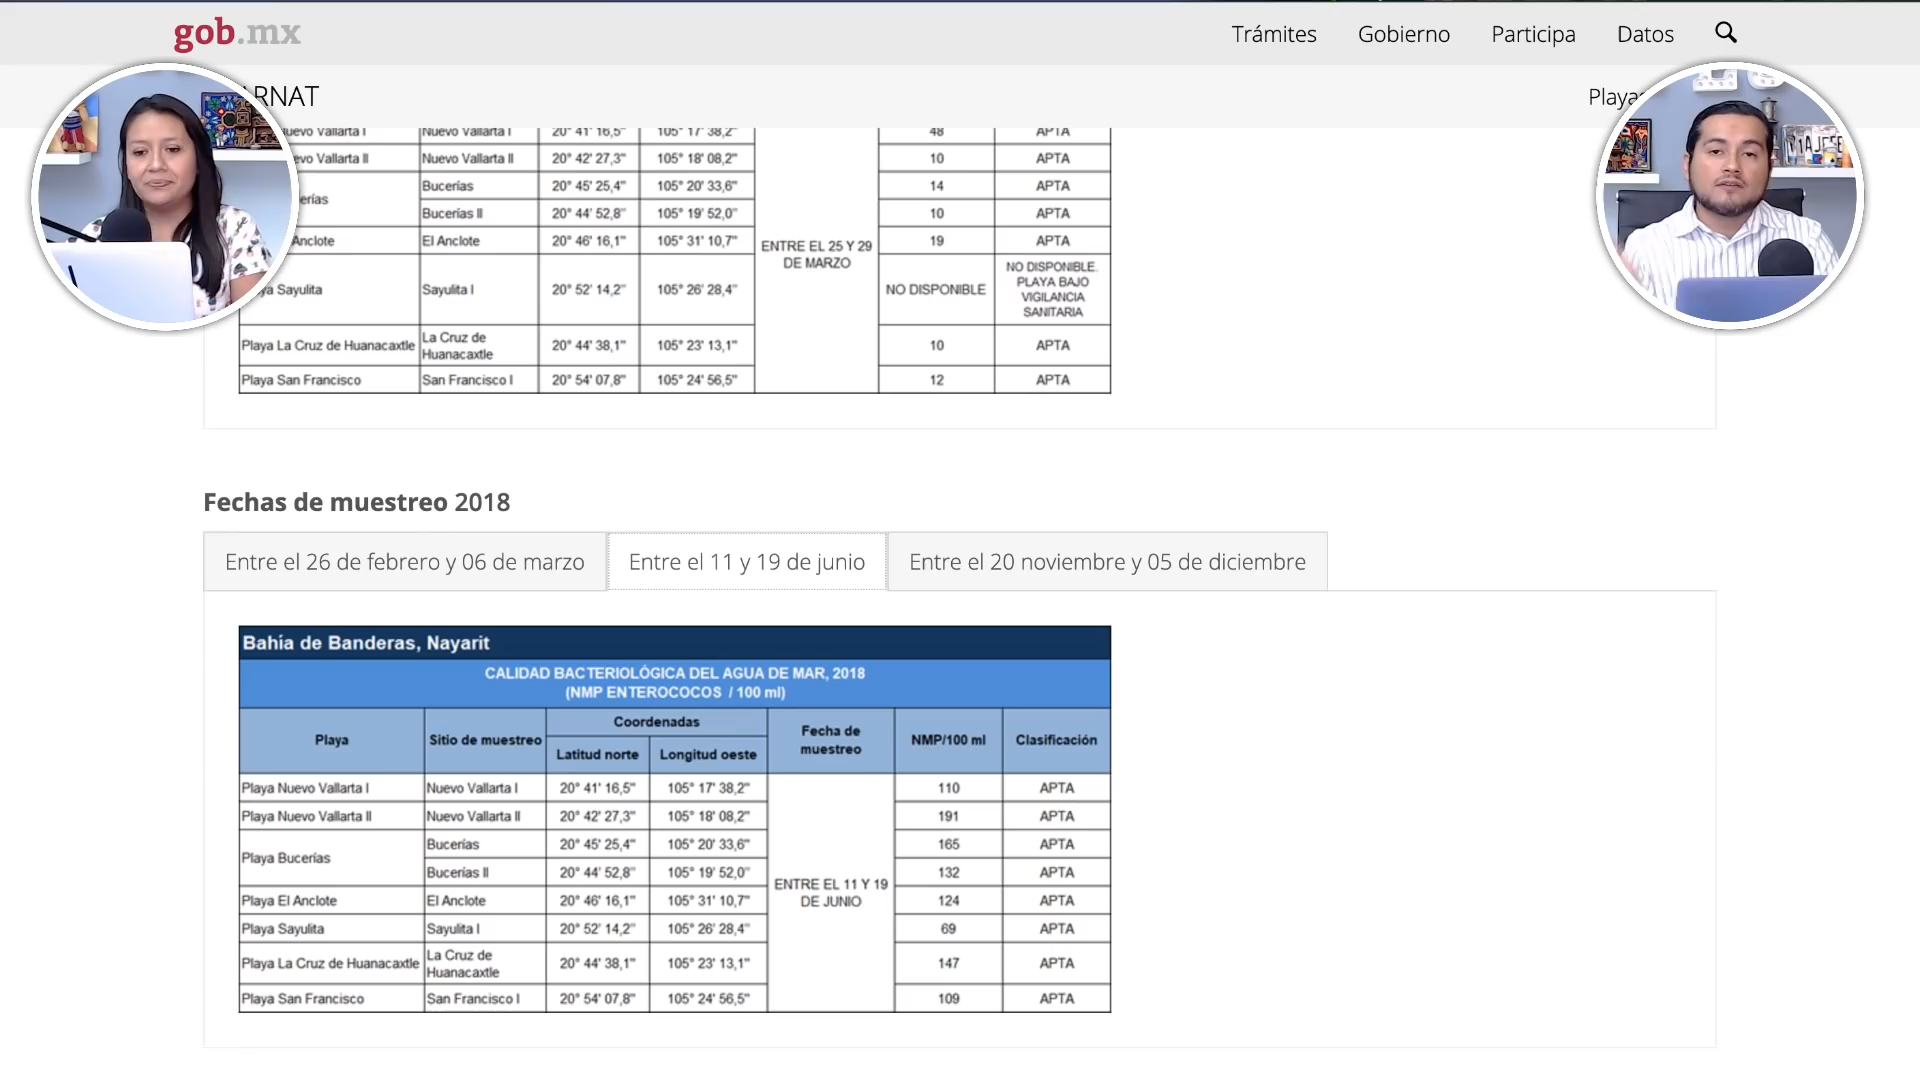 gob.mx
Trámites Gobierno Participa Datos
RNAT
Nuevo Vallarta I 20° 41' 16,5" 105° 17' 38,2" 48 APTA
Nuevo Vallarta II 20° 42' 27,3" 105° 18' 08,2" 10 APTA
Bucerías 20° 45' 25,4" 105° 20' 33,6" 14 APTA
Bucerías II 20° 44' 52,8" 105° 19' 52,0" 10 APTA
Anclote El Anclote 20° 46' 16,1" 105° 31' 10,7" 19 APTA
ENTRE EL 25 Y 29
DE MARZO
Sayulita Sayulita I 20° 52' 14,2" 105° 26' 28,4" NO DISPONIBLE
NO DISPONIBLE.
PLAYA BAJO
VIGILANCIA
SANITARIA
Playa La Cruz de Huanacaxtle La Cruz de
Huanacaxtle 20° 44' 38,1" 105° 23' 13,1" 10 APTA
Playa San Francisco San Francisco I 20° 54' 07,8" 105° 24' 56,5" 12 APTA
Fechas de muestreo 2018
Entre el 26 de febrero y 06 de marzo Entre el 11 y 19 de junio Entre el 20 noviembre y 05 de diciembre
Bahía de Banderas, Nayarit
CALIDAD BACTERIOLÓGICA DEL AGUA DE MAR, 2018
(NMP ENTEROCOCOS / 100 ml)
Playa Sitio de muestreo Coordenadas Fecha de
muestreo NMP/100 ml Clasificación
Latitud norte Longitud oeste
Playa Nuevo Vallarta I Nuevo Vallarta I 20° 41' 16,5" 105° 17' 38,2" 110 APTA
Playa Nuevo Vallarta II Nuevo Vallarta II 20° 42' 27,3" 105° 18' 08,2" 191 APTA
Playa Bucerías Bucerías 20° 45' 25,4" 105° 20' 33,6" 165 APTA
Bucerías II 20° 44' 52,8" 105° 19' 52,0" 132 APTA
ENTRE EL 11 Y 19
DE JUNIO
Playa El Anclote El Anclote 20° 46' 16,1" 105° 31' 10,7" 124 APTA
Playa Sayulita Sayulita I 20° 52' 14,2" 105° 26' 28,4" 69 APTA
Playa La Cruz de Huanacaxtle La Cruz de
Huanacaxtle 20° 44' 38,1" 105° 23' 13,1" 147 APTA
Playa San Francisco San Francisco I 20° 54' 07,8" 105° 24' 56,5" 109 APTA